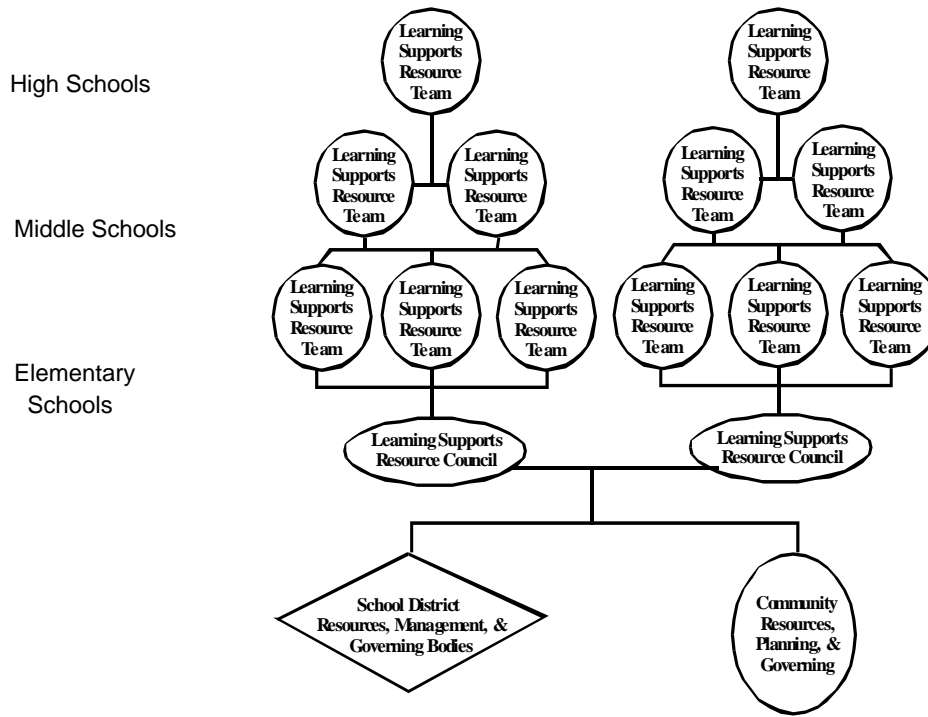 High Schools
Learning
Supports
Resource
Team
Learning
Supports
Resource
Team
Middle Schools
Learning
Supports
Resource
Team
Learning
Supports
Resource
Team
Learning
Supports
Resource
Team
Learning
Supports
Resource
Team
Elementary
Schools
Learning
Supports
Resource
Team
Learning
Supports
Resource
Team
Learning
Supports
Resource
Team
Learning
Supports
Resource
Team
Learning
Supports
Resource
Team
Learning
Supports
Resource
Team
Learning Supports
Resource Council
Learning Supports
Resource Council
School District
Resources, Management, &
Governing Bodies
Community
Resources,
Planning, &
Governing